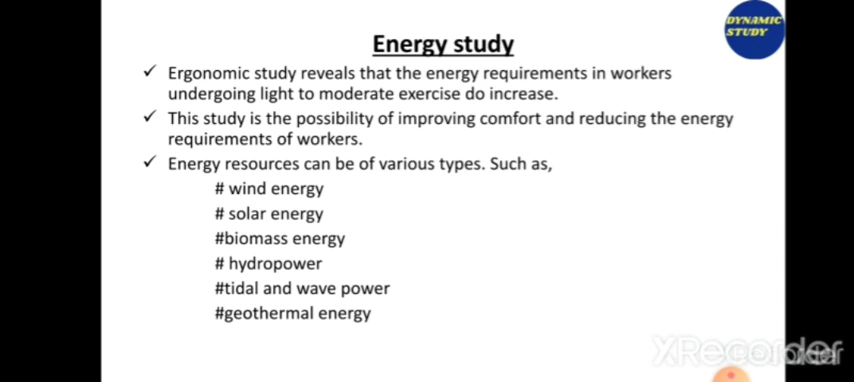 DYNAMIC
STUDY
Energy study
✓ Ergonomic study reveals that the energy requirements in workers
undergoing light to moderate exercise do increase.
✓ This study is the possibility of improving comfort and reducing the energy
requirements of workers.
✓ Energy resources can be of various types. Such as,
# wind energy
# solar energy
#biomass energy
# hydropower
#tidal and wave power
#geothermal energy
XRecorder